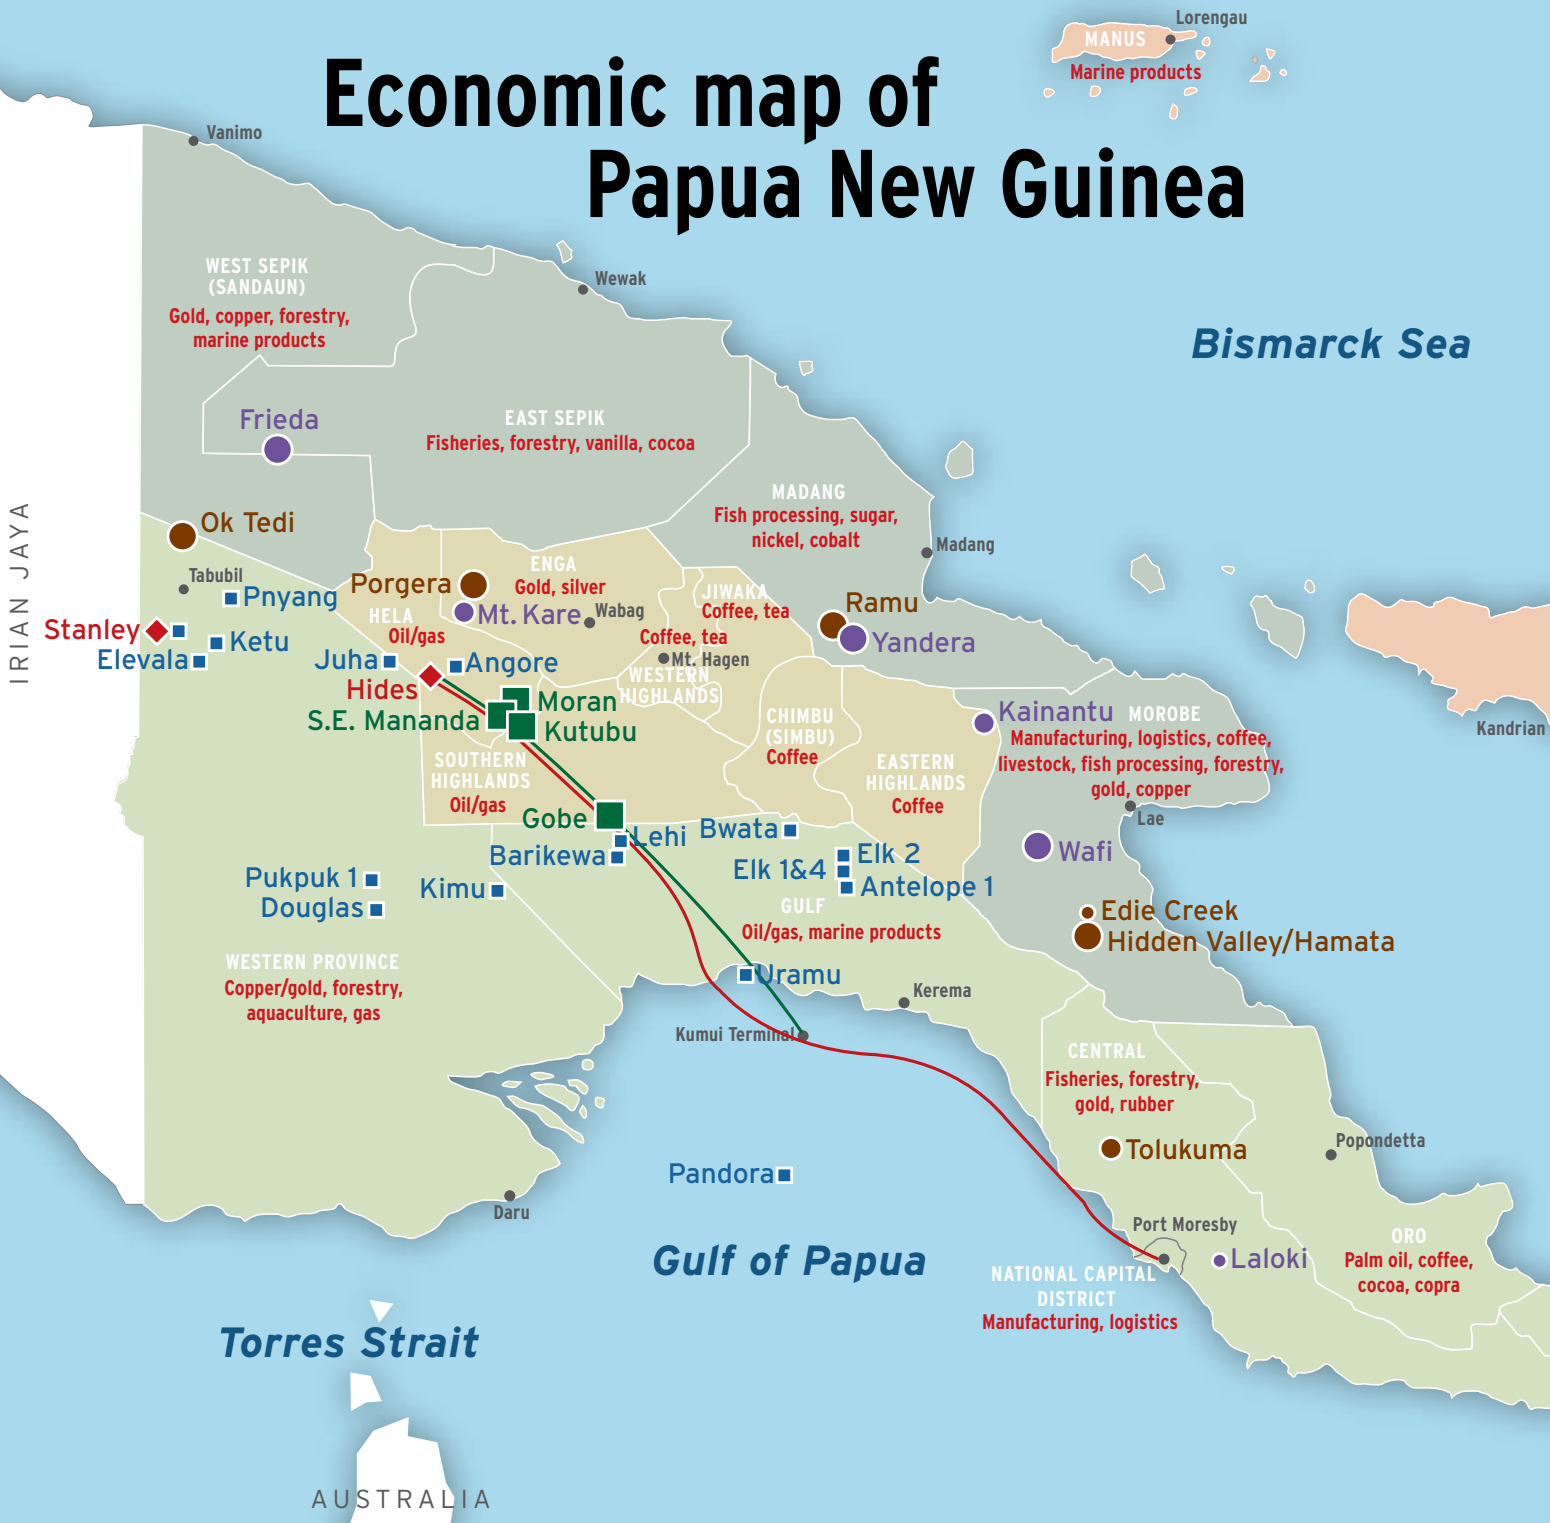 Economic map of
Papua New Guinea
Lorengau
MANUS
Marine products
Vanimo
WEST SEPIK
(SANDAUN)
Gold, copper, forestry,
marine products
Wewak
Bismarck Sea
Frieda
EAST SEPIK
Fisheries, forestry, vanilla, cocoa
MADANG
Fish processing, sugar,
nickel, cobalt
Madang
IRIAN JAYA
Ok Tedi
Tabubil
Pnyang
Stanley
Ketu
Elevala
Porgera
ENGA
Gold, silver
HELA
Oil/gas
Mt. Kare
Wabag
JIWAKA
Coffee, tea
Coffee, tea
Mt. Hagen
WESTERN
HIGHLANDS
Ramu
Yandera
Juha
Angore
Hides
Moran
S.E. Mananda
Kutubu
SOUTHERN
HIGHLANDS
Oil/gas
CHIMBU
(SIMBU)
Coffee
EASTERN
HIGHLANDS
Coffee
Kainantu
MOROBE
Manufacturing, logistics, coffee,
livestock, fish processing, forestry,
gold, copper
Kandrian
Lae
Wafi
Gobe
Lehi
Barikewa
Bwata
Elk 2
Elk 1&4
Antelope 1
Pukpuk 1
Douglas
Kimu
GULF
Oil/gas, marine products
Edie Creek
Hidden Valley/Hamata
WESTERN PROVINCE
Copper/gold, forestry,
aquaculture, gas
Uramu
Kerema
Kumui Terminal
CENTRAL
Fisheries, forestry,
gold, rubber
Tolukuma
Popondetta
Pandora
Daru
Port Moresby
Laloki
ORO
Palm oil, coffee,
cocoa, copra
Gulf of Papua
NATIONAL CAPITAL
DISTRICT
Manufacturing, logistics
Torres Strait
AUSTRALIA